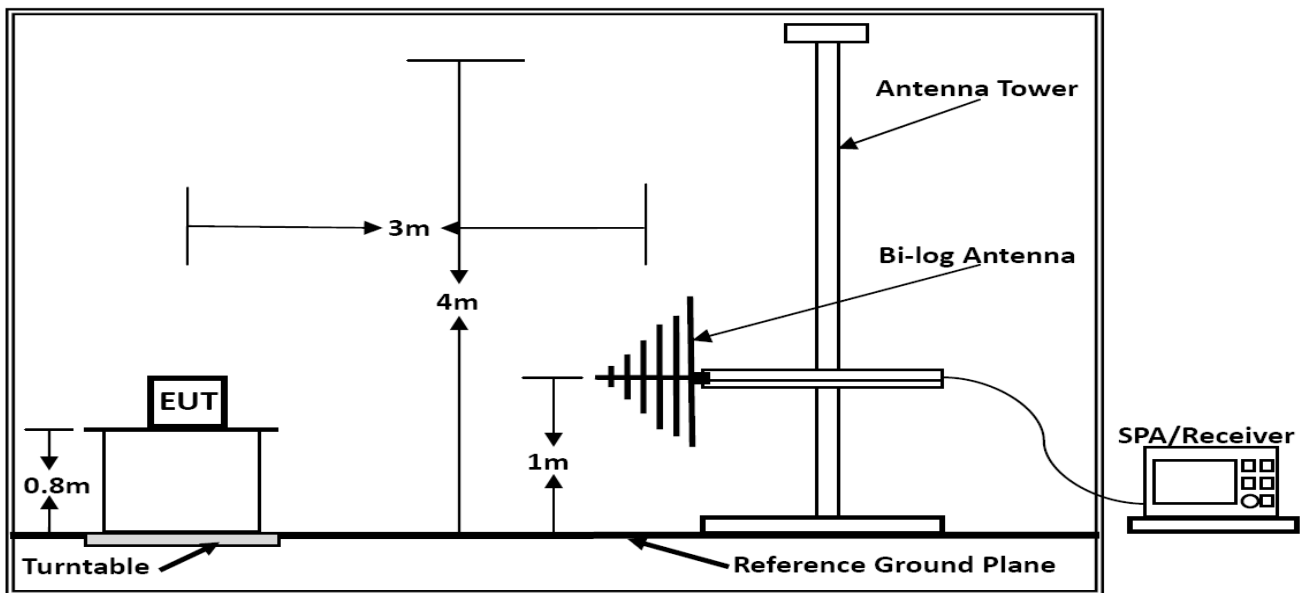 Antenna Tower
3m
Bi-log Antenna
4m
EUT
SPA/Receiver
1m
0.8m
Turntable
Reference Ground Plane